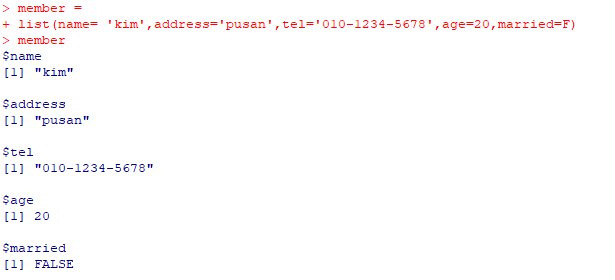 > member =
+ list(name= 'kim',address='pusan',tel='010-1234-5678',age=20,married=F)
> member
$name
[1] "kim"
$address
[1] "pusan"
$tel
[1] "010-1234-5678"
$age
[1] 20
$married
[1] FALSE